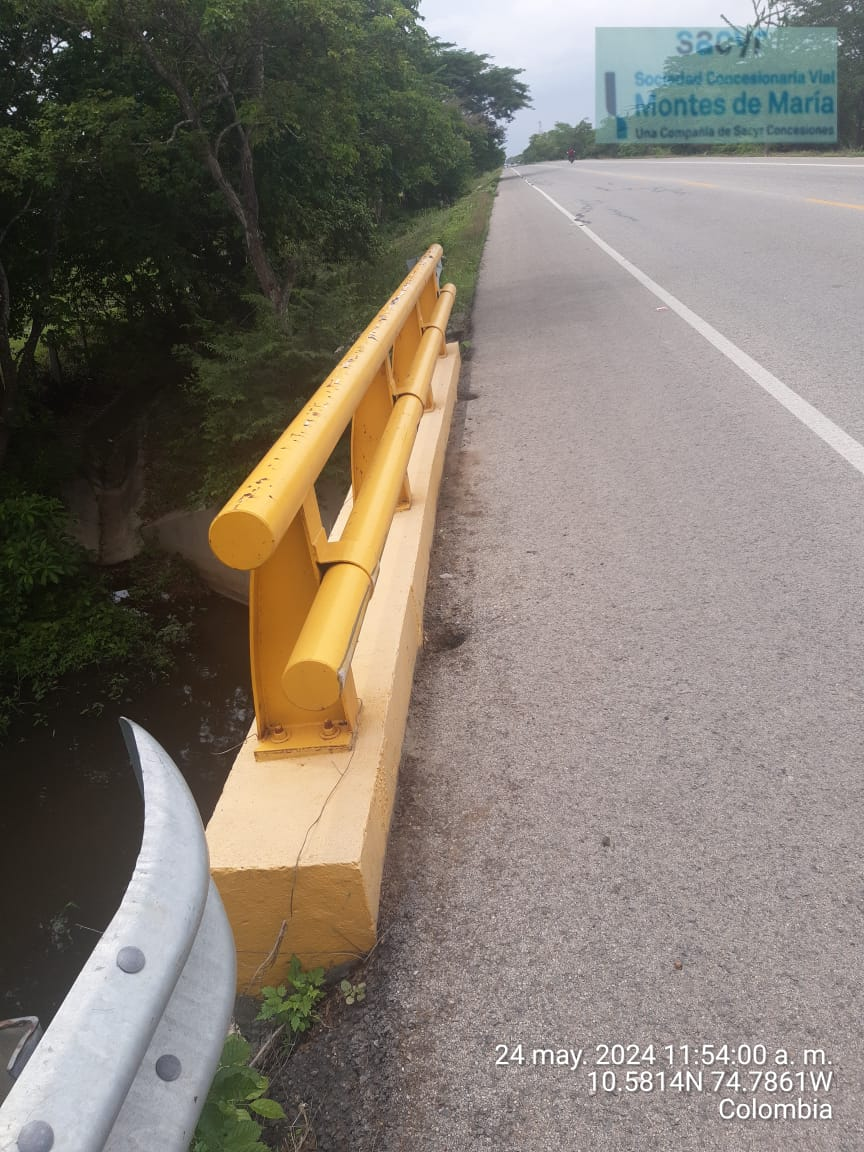 sacyr
Sociedad Concesionaria Vial
Montes de María
Una Compañía de Sacyr Concesiones
24 may. 2024 11:54:00 a. m.
10.5814N 74.7861W
Colombia